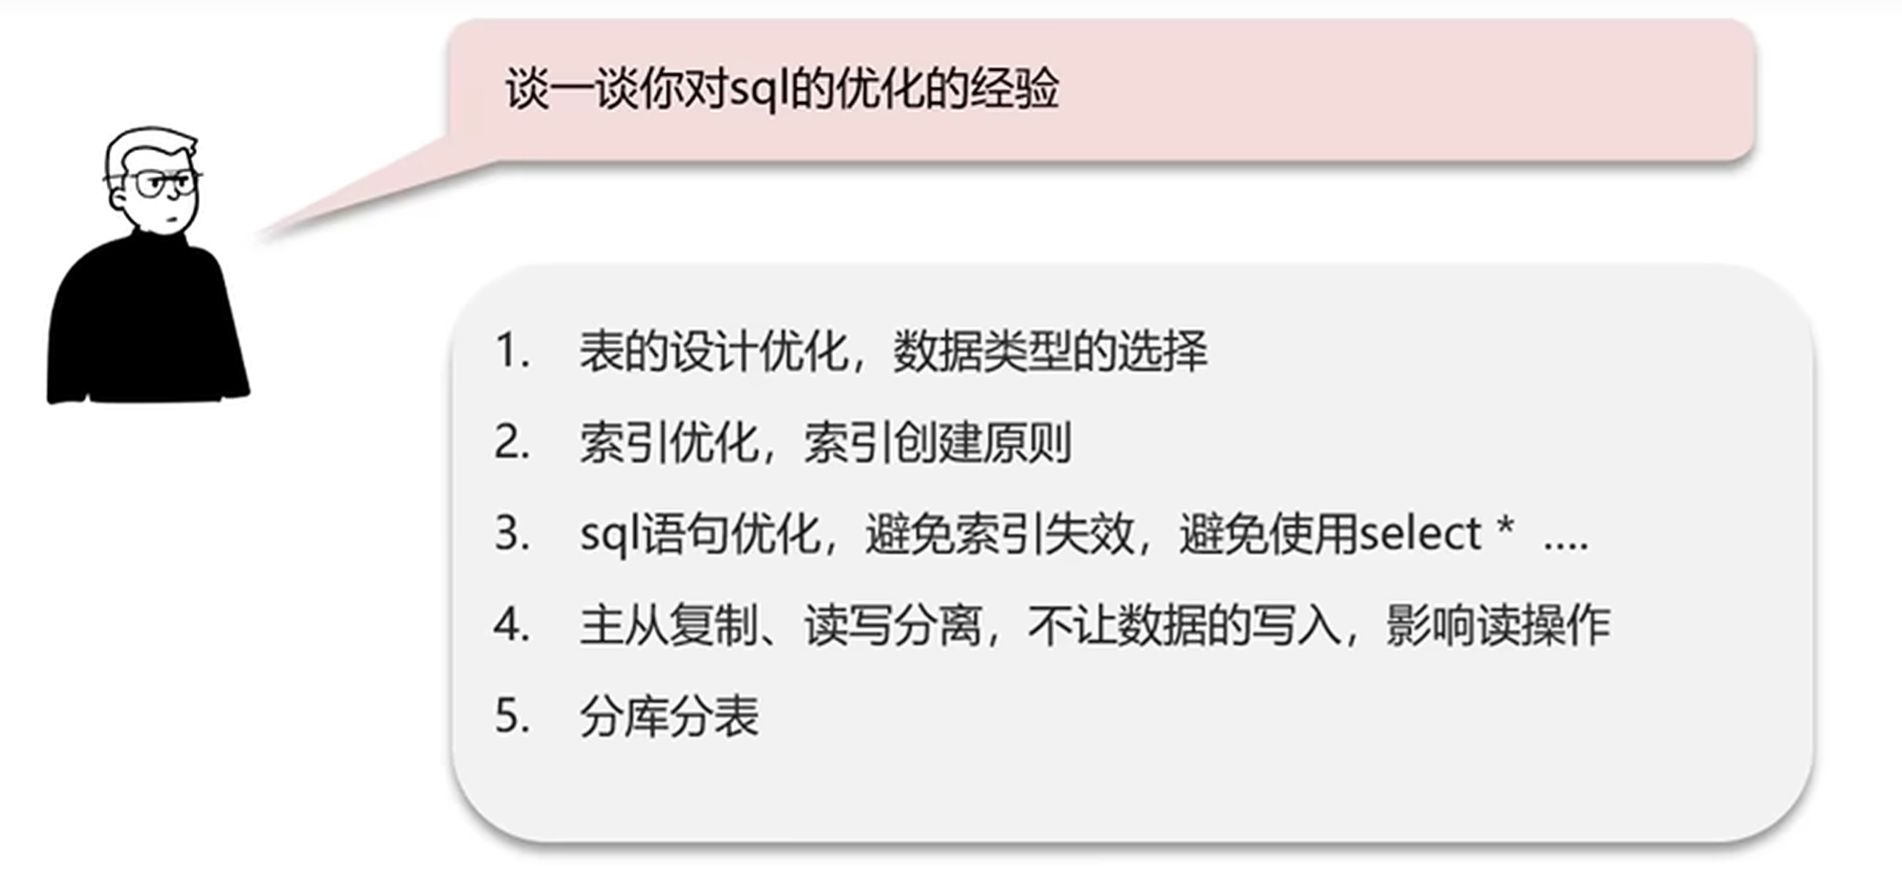 谈一谈你对sql的优化的经验
1. 表的设计优化，数据类型的选择
2. 索引优化，索引创建原则
3. sql语句优化，避免索引失效，避免使用select * ....
4. 主从复制、读写分离，不让数据的写入，影响读操作
5. 分库分表